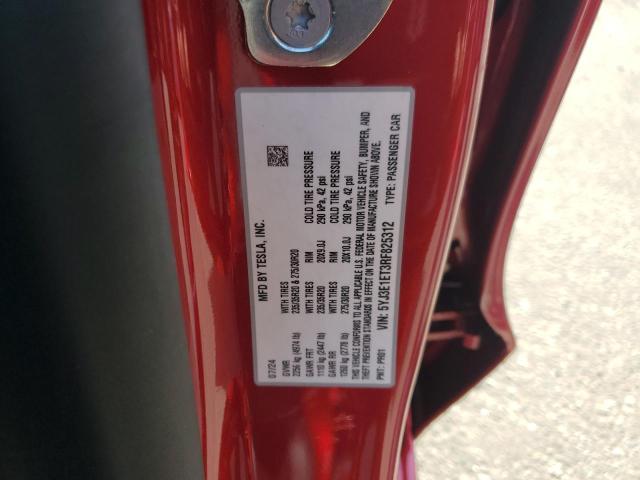 MFD BY TESLA, INC.
07/24
GVWR WITH TIRES
2256 kg (4974 lb) 235/35R20 & 275/30R20
GAWR FRT WITH TIRES RIM COLD TIRE PRESSURE
1110 kg (2447 lb) 235/35R20 20X9.0J 290 kPa, 42 psi
GAWR RR WITH TIRES RIM COLD TIRE PRESSURE
1260 kg (2778 lb) 275/30R20 20X10.0J 290 kPa, 42 psi
THIS VEHICLE CONFORMS TO ALL APPLICABLE U.S. FEDERAL MOTOR VEHICLE SAFETY, BUMPER, AND
THEFT PREVENTION STANDARDS IN EFFECT ON THE DATE OF MANUFACTURE SHOWN ABOVE.
VIN: 5YJ3E1ET3RF825312
PNT: PR01 TYPE: PASSENGER CAR